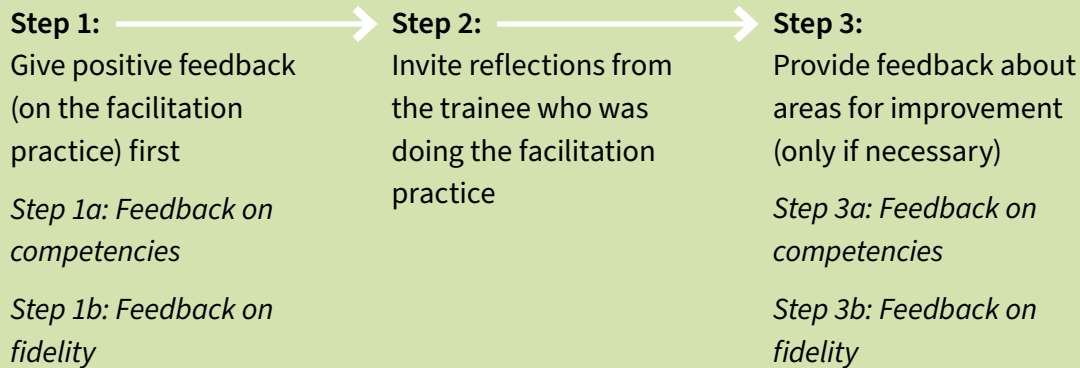 Step 1:
Give positive feedback
(on the facilitation
practice) first
Step 1a: Feedback on
competencies
Step 1b: Feedback on
fidelity
Step 2:
Invite reflections from
the trainee who was
doing the facilitation
practice
Step 3:
Provide feedback about
areas for improvement
(only if necessary)
Step 3a: Feedback on
competencies
Step 3b: Feedback on
fidelity